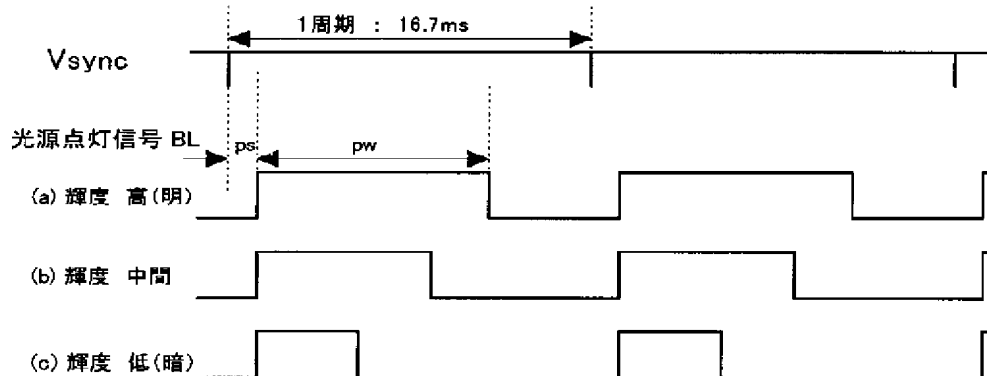 1周期 : 16.7ms
Vsync
光源点灯信号 BL
ps
pw
(a) 輝度 高(明)
(b) 輝度 中間
(c) 輝度 低(暗)